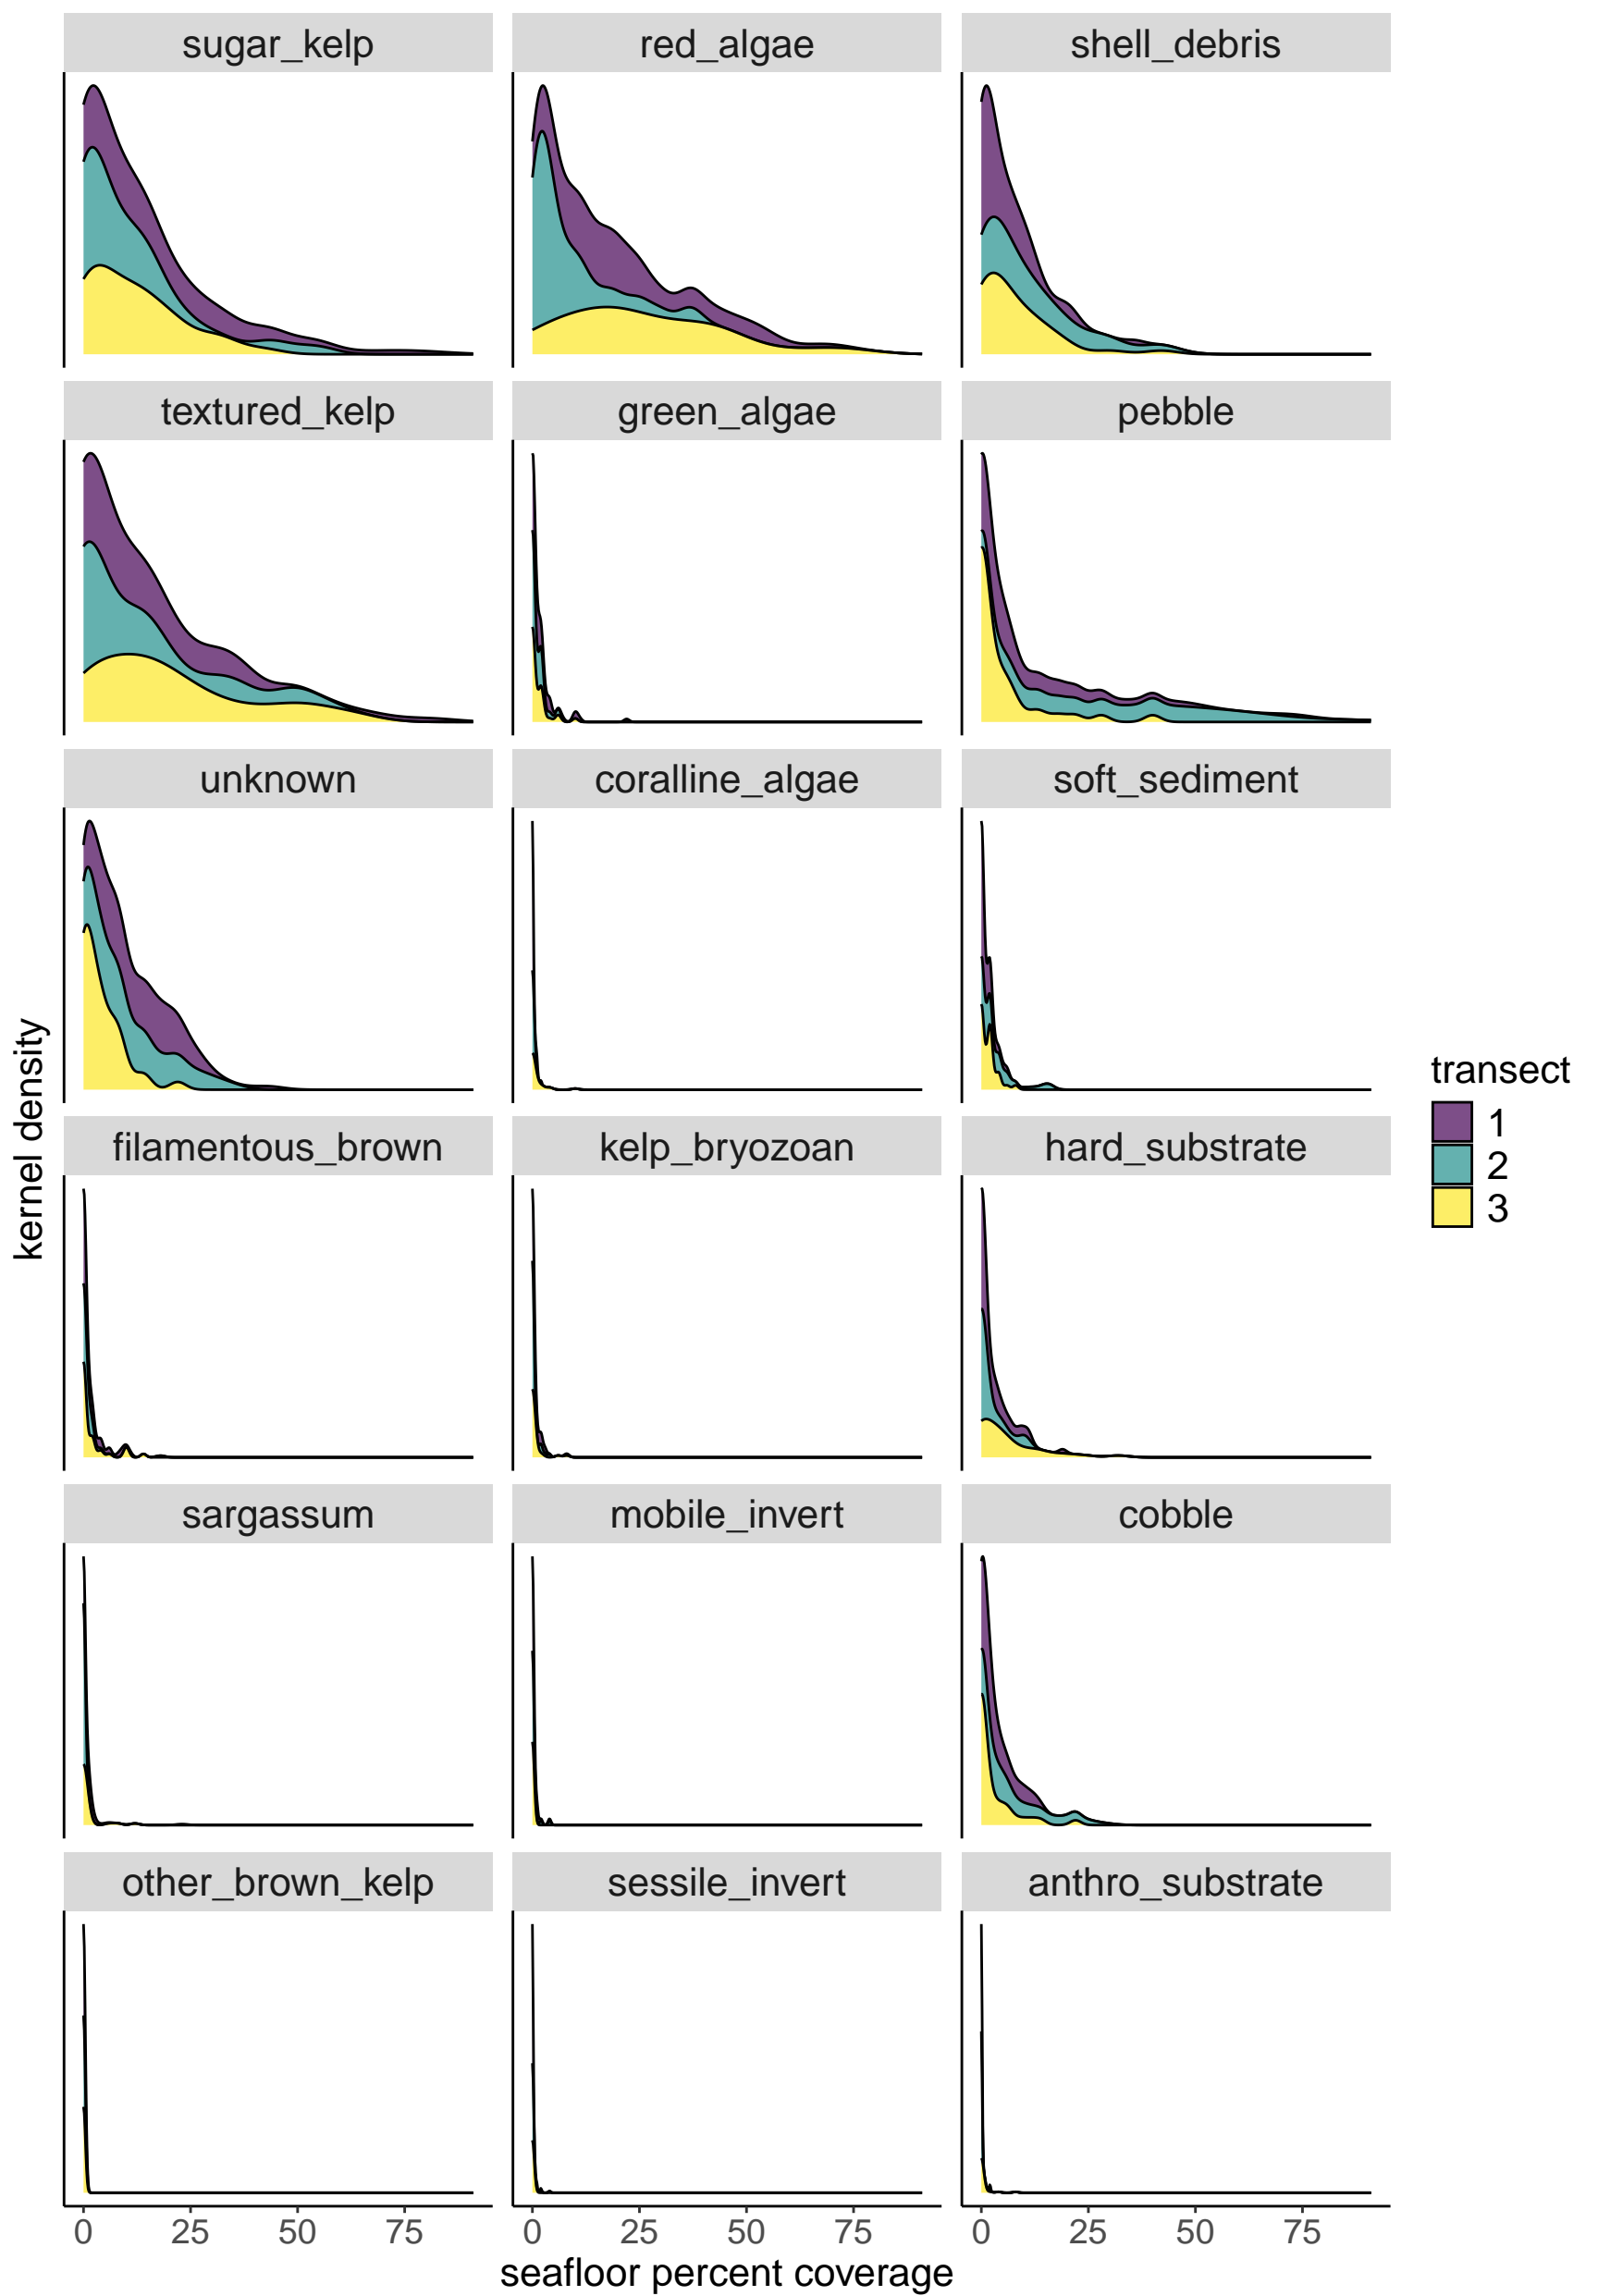 sugar_kelp red_algae shell_debris
textured_kelp green_algae pebble
unknown coralline_algae soft_sediment
filamentous_brown kelp_bryozoan hard_substrate
sargassum mobile_invert cobble
other_brown_kelp sessile_invert anthro_substrate
kernel density
0 25 50 75 0 25 50 75 0 25 50 75
seafloor percent coverage
transect
1
2
3